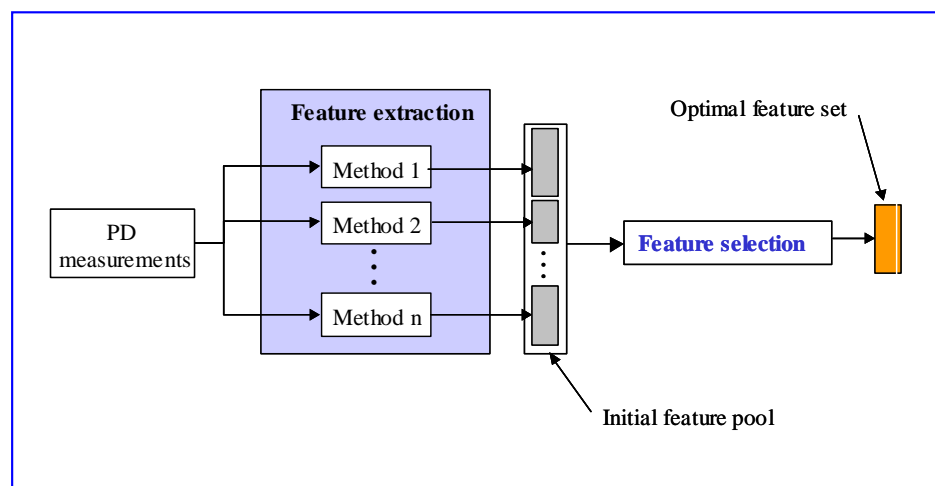 Feature extraction
Optimal feature set
Method 1
PD
measurements
Method 2
Feature selection
Method n
Initial feature pool